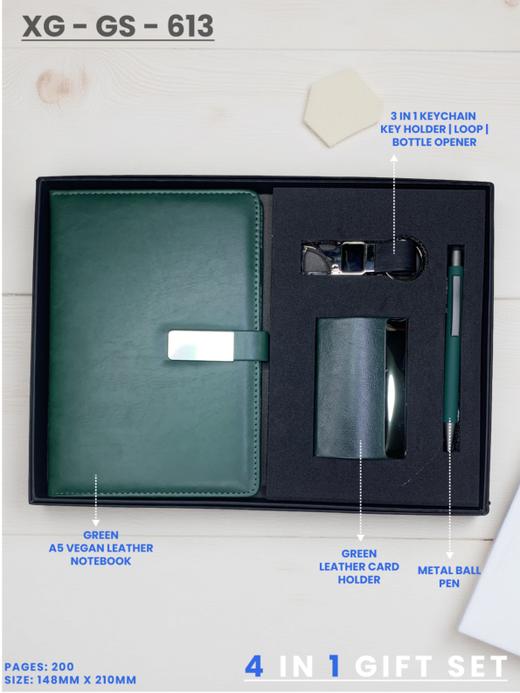 XG - GS - 613
3 IN 1 KEYCHAIN
KEY HOLDER | LOOP |
BOTTLE OPENER
GREEN
A5 VEGAN LEATHER
NOTEBOOK
GREEN
LEATHER CARD
HOLDER
METAL BALL
PEN
PAGES: 200
SIZE: 148MM X 210MM
4 IN 1 GIFT SET